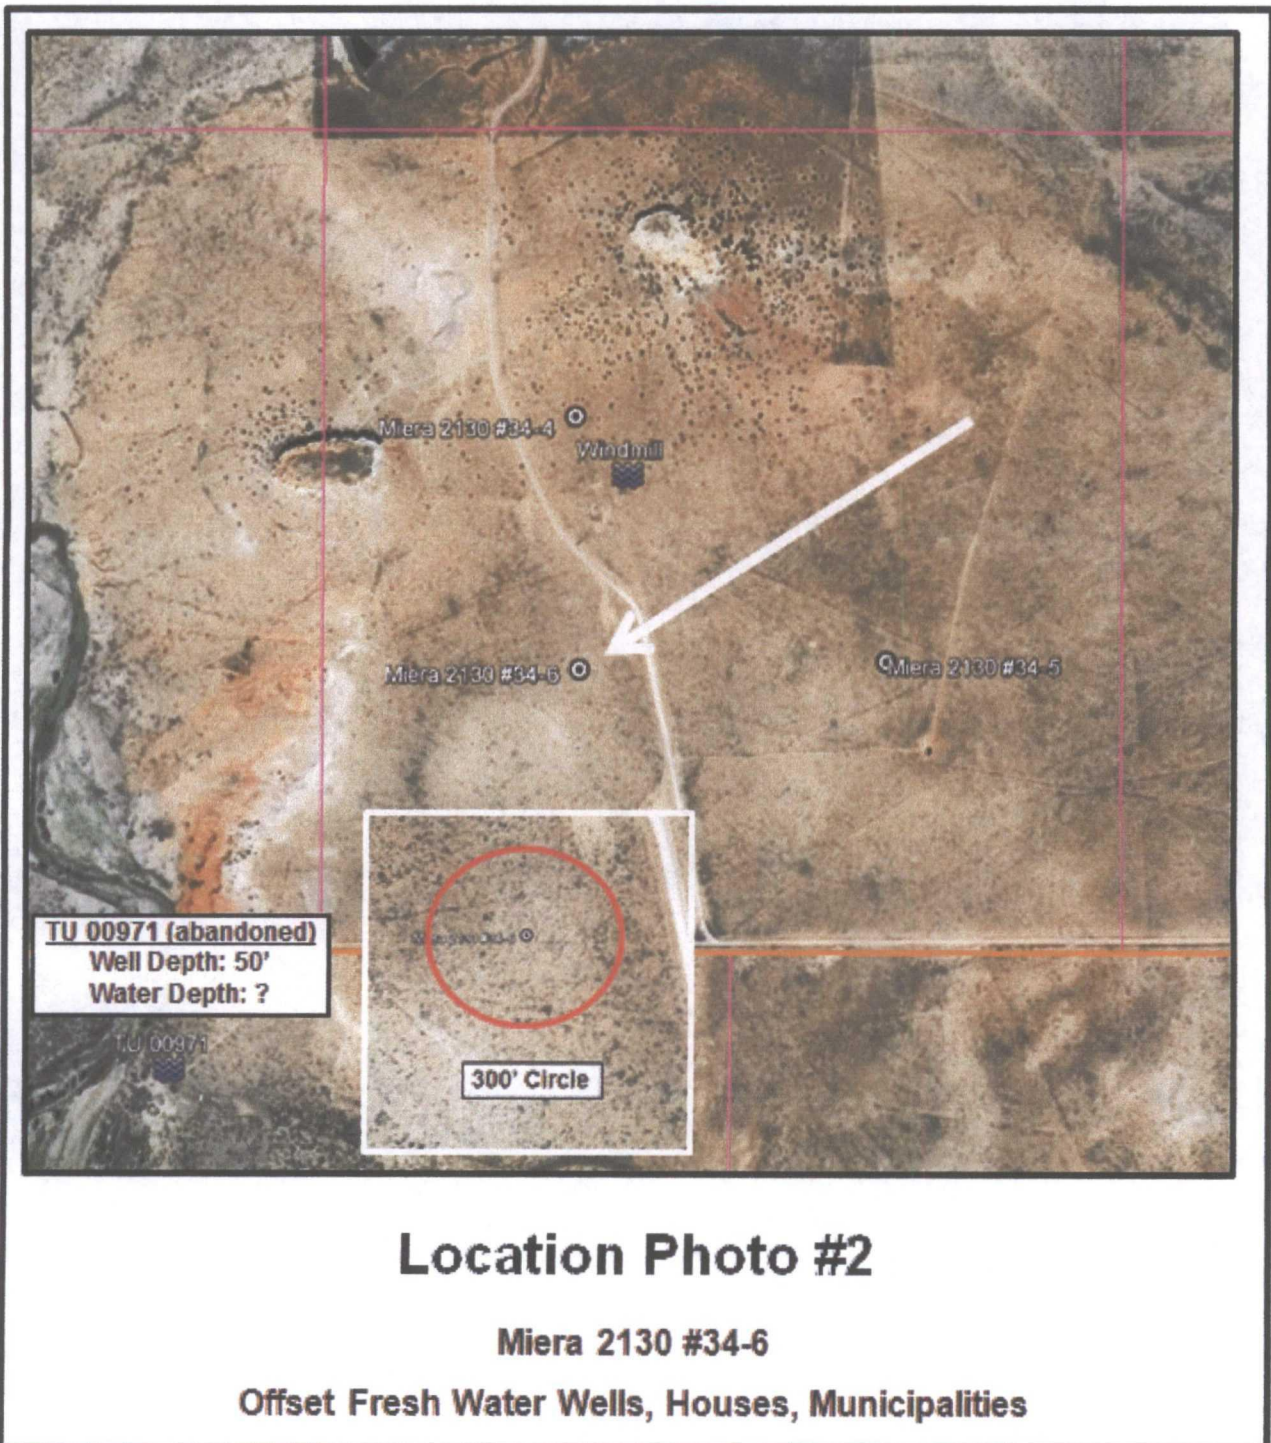 Miera 2130 #34-4
Windmill
Miera 2130 #34-6
Miera 2130 #34-5
TU 00971 (abandoned)
Well Depth: 50'
Water Depth: ?
TU 00971
300' Circle
Location Photo #2
Miera 2130 #34-6
Offset Fresh Water Wells, Houses, Municipalities